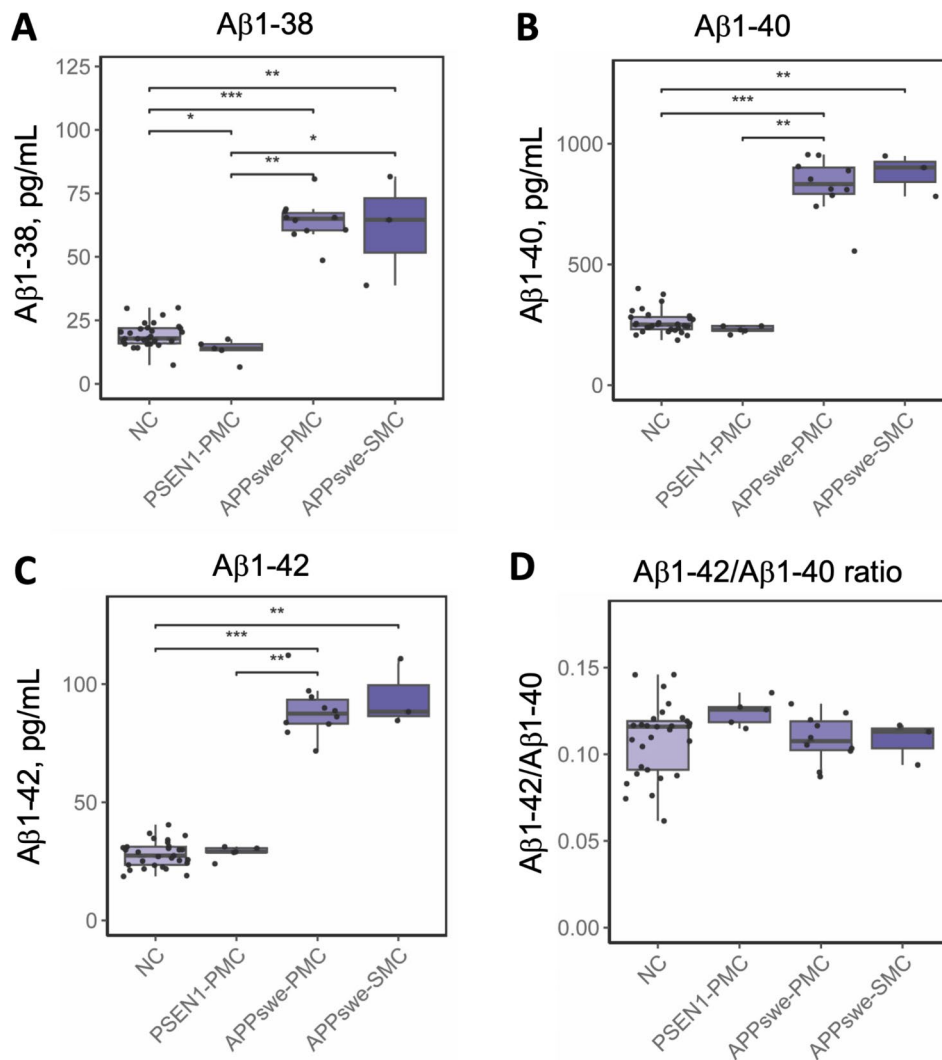 A
Aβ1-38
Aβ1-38, pg/mL
125
100
75
50
25
0
**
***
*
*
**
NC
PSEN1-PMC
APPswe-PMC
APPswe-SMC
B
Aβ1-40
Aβ1-40, pg/mL
1000
500
0
**
***
**
NC
PSEN1-PMC
APPswe-PMC
APPswe-SMC
C
Aβ1-42
Aβ1-42, pg/mL
100
50
0
**
***
**
NC
PSEN1-PMC
APPswe-PMC
APPswe-SMC
D
Aβ1-42/Aβ1-40 ratio
Aβ1-42/Aβ1-40
0.15
0.10
0.05
0.00
NC
PSEN1-PMC
APPswe-PMC
APPswe-SMC